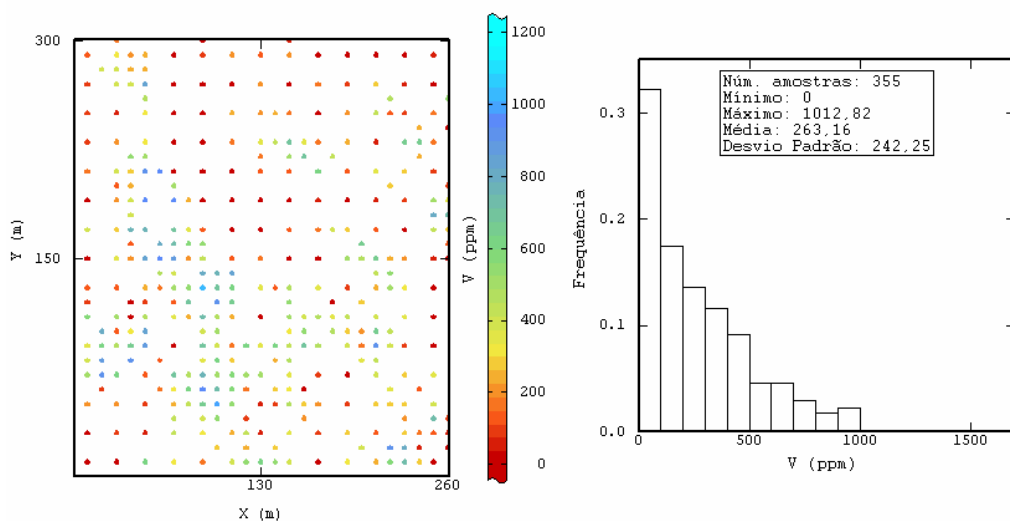 300
150
Y (m)
130
260
X (m)
1200
1000
800
600
400
200
0
V (ppm)
Núm. amostras: 355
Mínimo: 0
Máximo: 1012,82
Média: 263,16
Desvio Padrão: 242,25
0.3
0.2
0.1
0.0
Frequência
0
500
1000
1500
V (ppm)